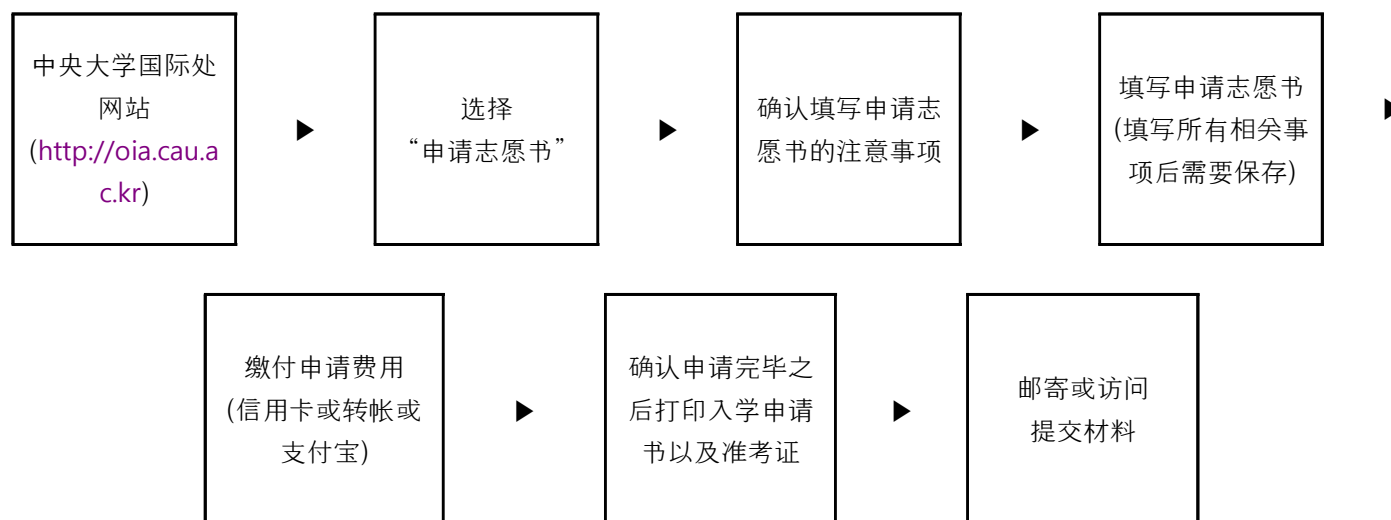 中央大学国际处
网站
(http://oia.cau.a
c.kr)
▶
选择
“申请志愿书”
▶
确认填写申请志
愿书的注意事项
▶
填写申请志愿书
(填写所有相关事
项后需要保存)
▶
缴付申请费用
(信用卡或转帐或
支付宝)
▶
确认申请完毕之
后打印入学申请
书以及准考证
▶
邮寄或访问
提交材料